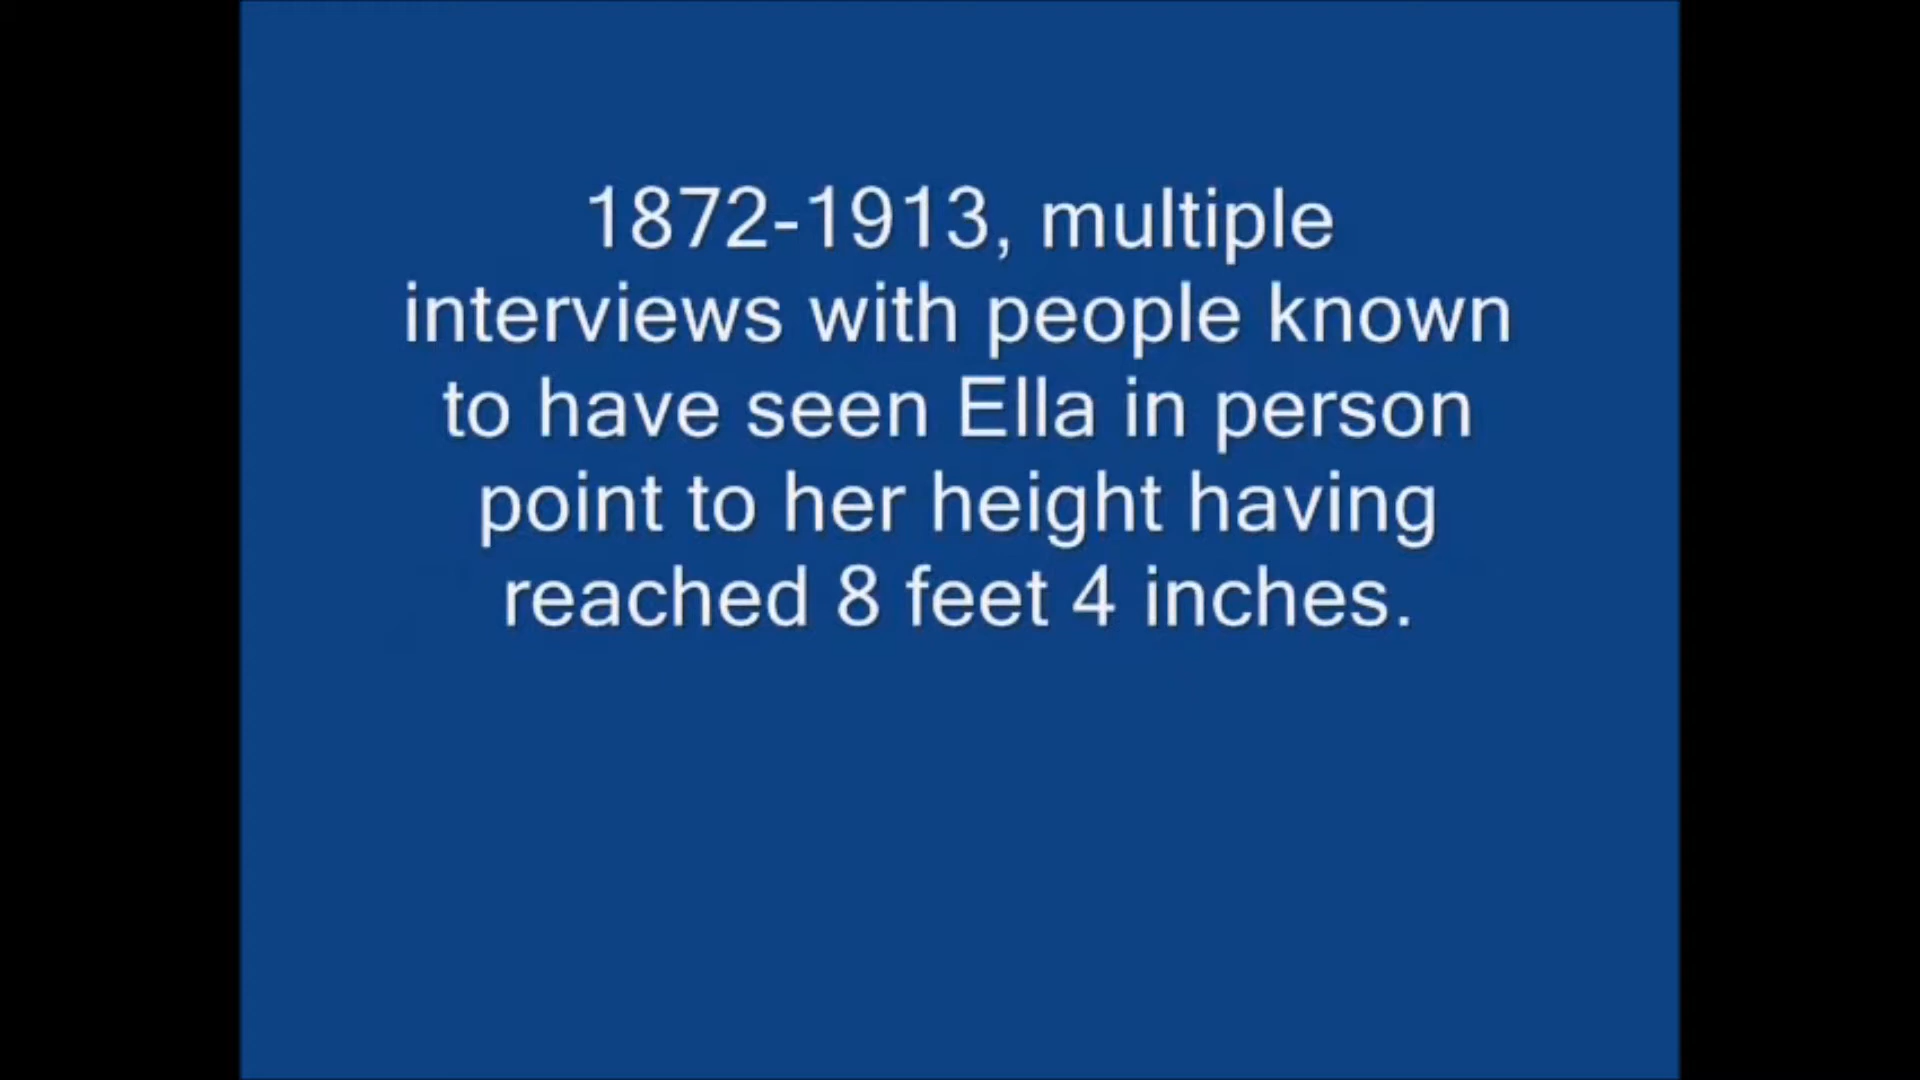 1872-1913, multiple
interviews with people known
to have seen Ella in person
point to her height having
reached 8 feet 4 inches.